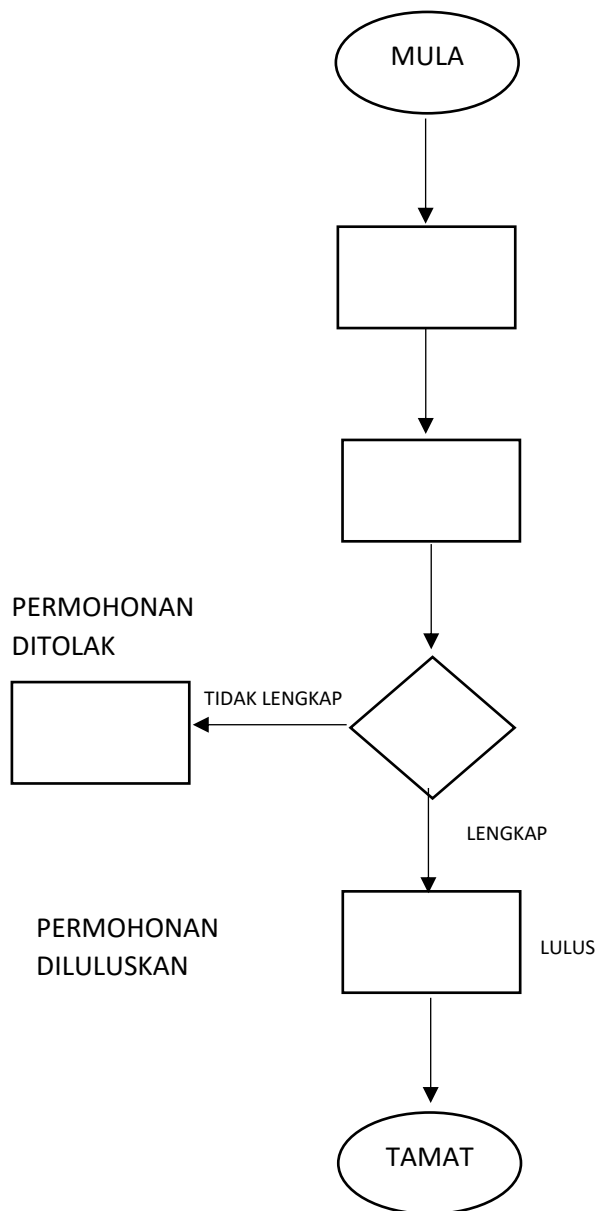 MULA
PERMOHONAN
DITOLAK
TIDAK LENGKAP
LENGKAP
PERMOHONAN
DILULUSKAN
LULUS
TAMAT